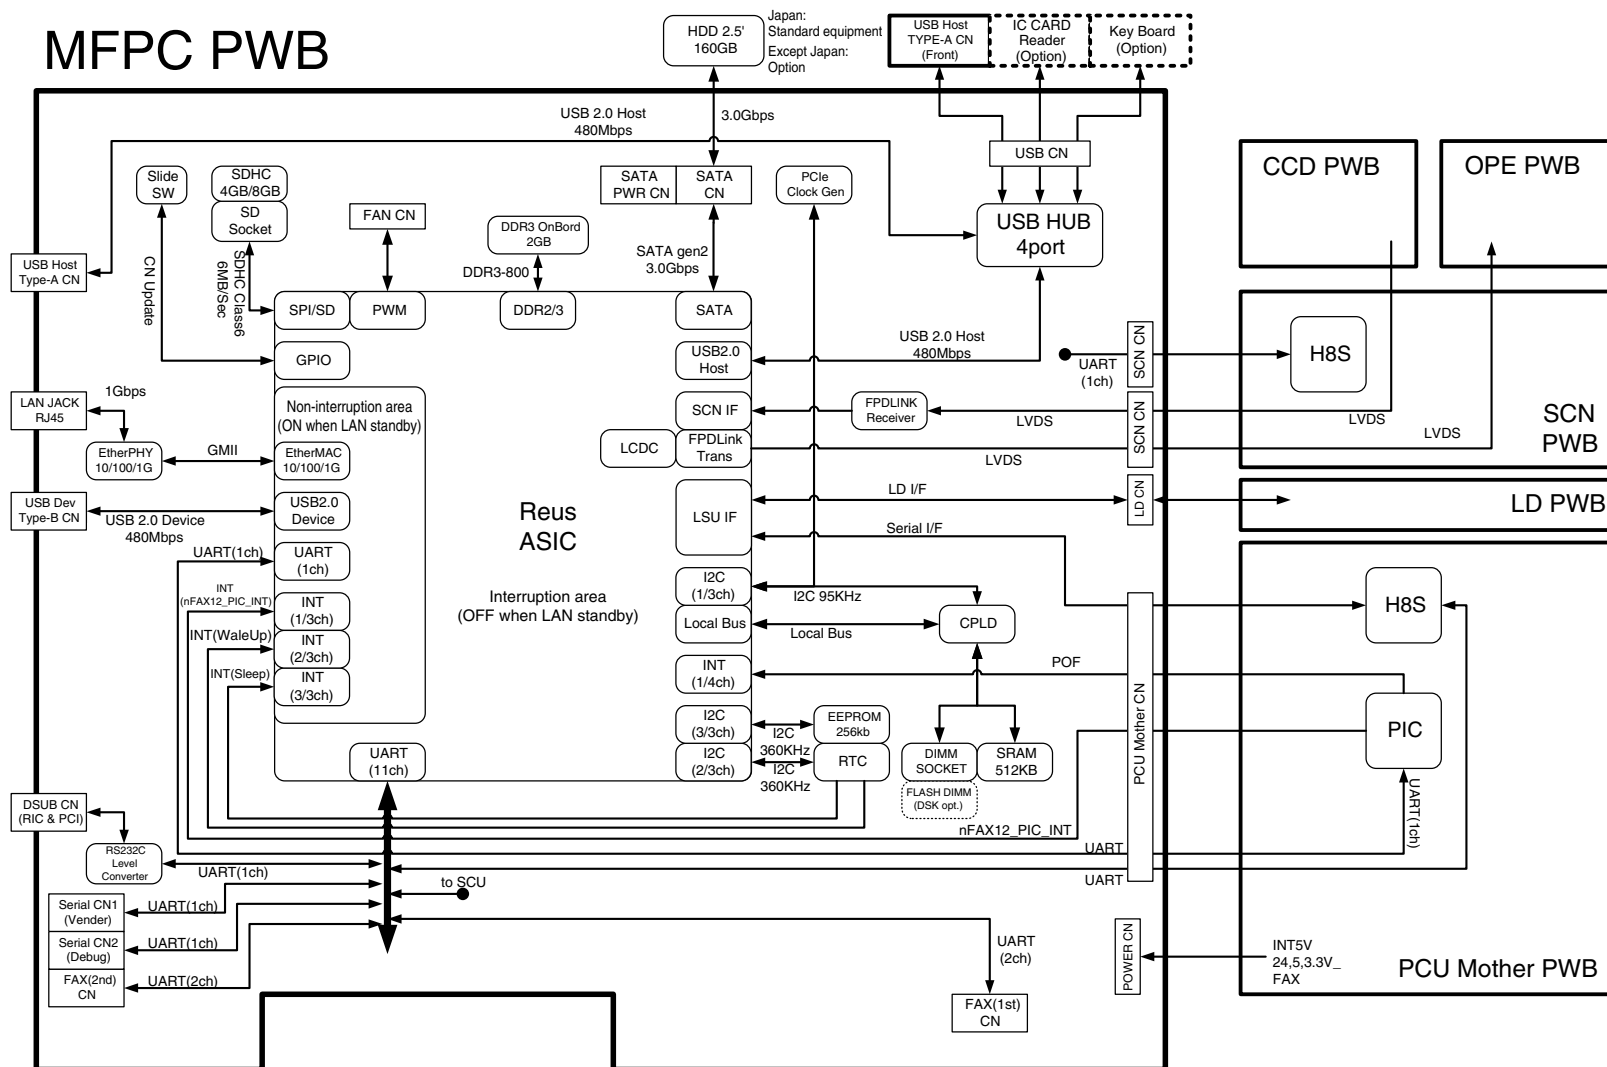 MFPC PWB
HDD 2.5'
160GB
Japan:
Standard equipment
Except Japan:
Option
USB Host
TYPE-A CN
(Front)
IC CARD
Reader
(Option)
Key Board
(Option)
USB 2.0 Host
480Mbps
3.0Gbps
USB CN
Slide
SW
SDHC
4GB/8GB
SD
Socket
FAN CN
DDR3 OnBord
2GB
DDR3-800
SATA
PWR CN
SATA
CN
PCIe
Clock Gen
USB HUB
4port
CCD PWB
OPE PWB
USB Host
Type-A CN
CN Update
SDHC Class6
6MB/Sec
SATA gen2
3.0Gbps
SPI/SD
PWM
DDR2/3
SATA
GPIO
USB2.0
Host
USB 2.0 Host
480Mbps
UART
(1ch)
SCN CN
H8S
LAN JACK
RJ45
1Gbps
Non-interruption area
(ON when LAN standby)
SCN IF
FPDLINK
Receiver
LVDS
SCN CN
LVDS
LVDS
SCN
PWB
EtherPHY
10/100/1G
GMII
EtherMAC
10/100/1G
LCDC
FPDLink
Trans
LVDS
USB Dev
Type-B CN
USB 2.0 Device
480Mbps
USB2.0
Device
Reus
ASIC
LSU IF
LD I/F
LD CN
LD PWB
Serial I/F
UART(1ch)
UART
(1ch)
INT
(nFAX12_PIC_INT)
INT
(1/3ch)
INT(WaleUp)
INT
(2/3ch)
INT(Sleep)
INT
(3/3ch)
Interruption area
(OFF when LAN standby)
I2C
(1/3ch)
I2C 95KHz
Local Bus
Local Bus
CPLD
H8S
INT
(1/4ch)
POF
PCU Mother CN
PIC
I2C
(3/3ch)
I2C
360KHz
EEPROM
256kb
I2C
(2/3ch)
I2C
360KHz
RTC
DIMM
SOCKET
SRAM
512KB
FLASH DIMM
(DSK opt.)
UART
(11ch)
DSUB CN
(RIC & PCI)
RS232C
Level
Converter
nFAX12_PIC_INT
UART
UART
UART(1ch)
UART(1ch)
to SCU
Serial CN1
(Vender)
UART(1ch)
Serial CN2
(Debug)
UART(1ch)
FAX(2nd)
CN
UART(2ch)
UART
(2ch)
FAX(1st)
CN
POWER CN
INT5V
24,5,3.3V_
FAX
PCU Mother PWB